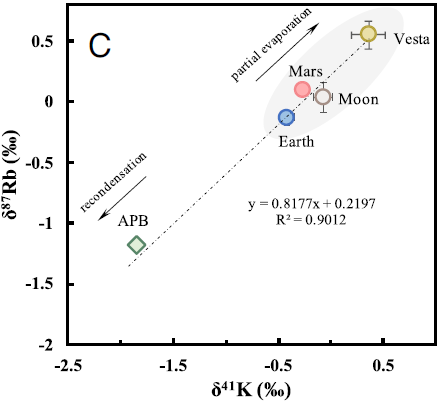 C
partial evaporation
Vesta
Mars
Moon
Earth
recondensation
APB
y = 0.8177x + 0.2197
R² = 0.9012
0.5
0
-0.5
-1
-1.5
-2
-2.5
-1.5
-0.5
0.5
δ⁸⁷Rb (‰)
δ⁴¹K (‰)